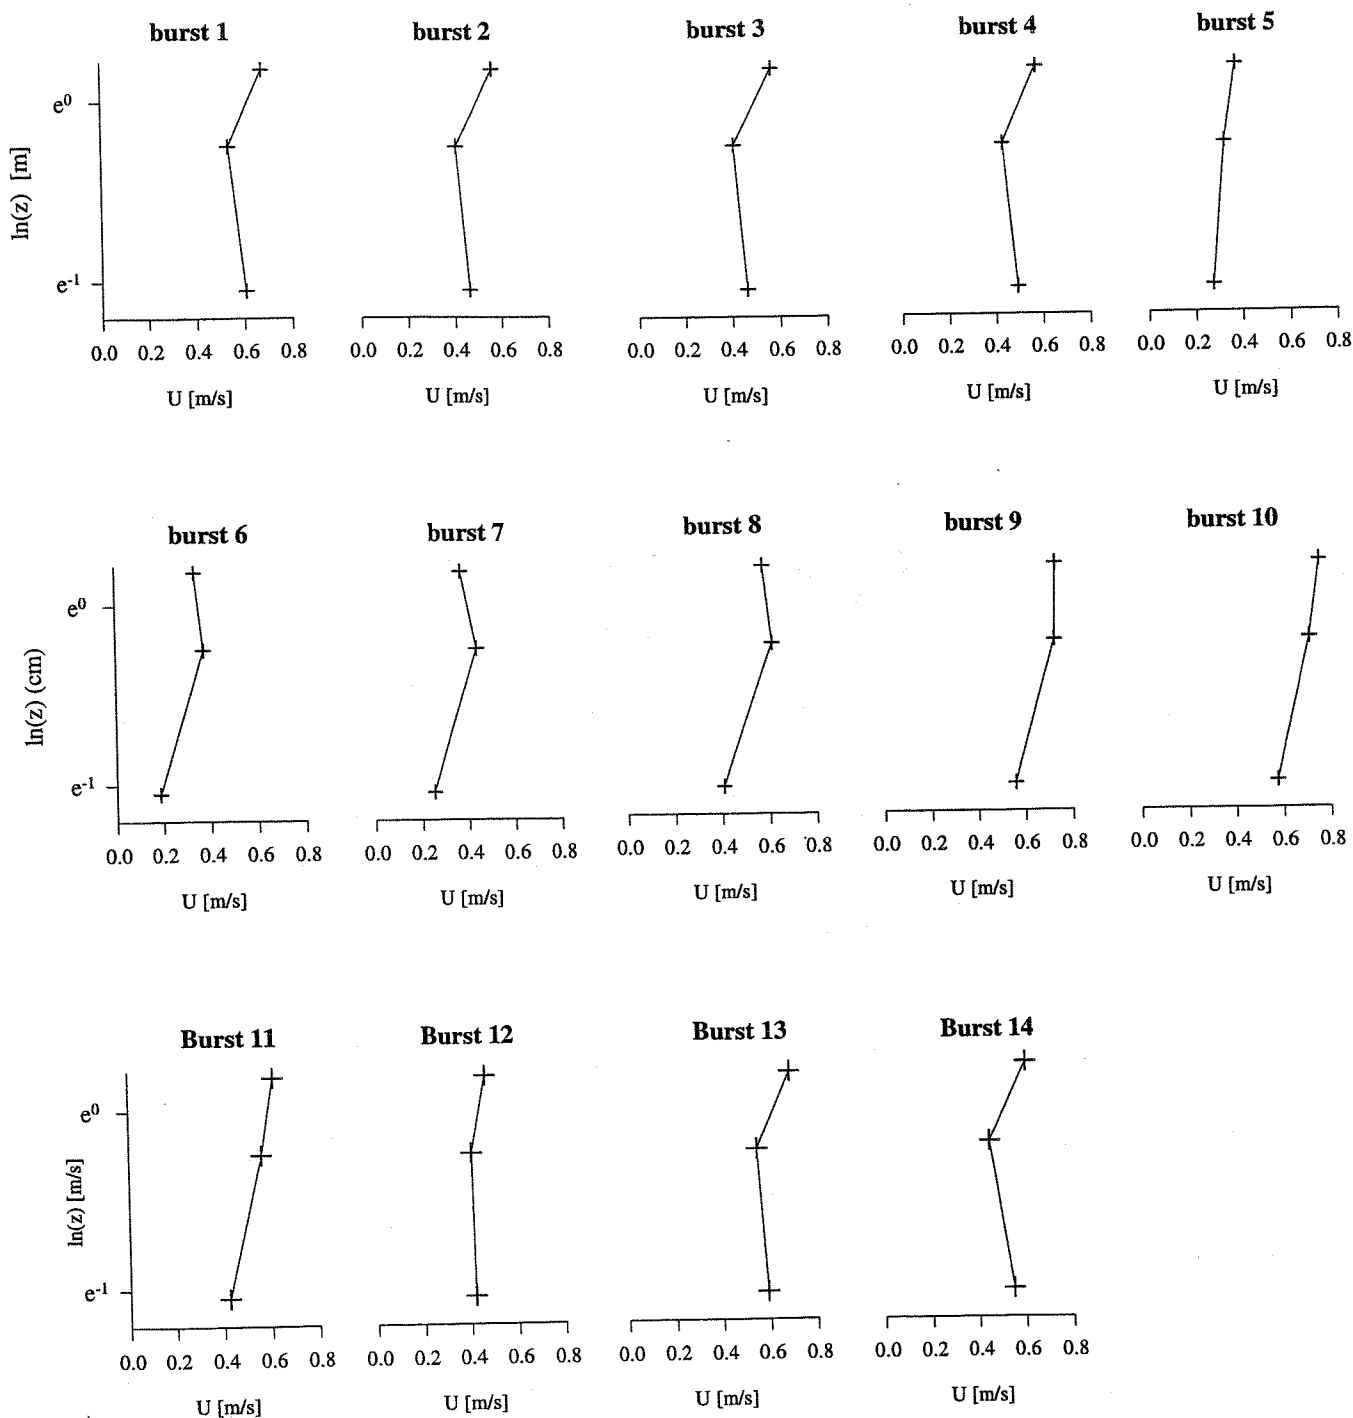 burst 1 burst 2 burst 3 burst 4 burst 5
e0
ln(z) [m]
e-1
0.0 0.2 0.4 0.6 0.8 0.0 0.2 0.4 0.6 0.8 0.0 0.2 0.4 0.6 0.8 0.0 0.2 0.4 0.6 0.8 0.0 0.2 0.4 0.6 0.8
U [m/s] U [m/s] U [m/s] U [m/s] U [m/s]
burst 6 burst 7 burst 8 burst 9 burst 10
e0
ln(z) (cm)
e-1
0.0 0.2 0.4 0.6 0.8 0.0 0.2 0.4 0.6 0.8 0.0 0.2 0.4 0.6 0.8 0.0 0.2 0.4 0.6 0.8 0.0 0.2 0.4 0.6 0.8
U [m/s] U [m/s] U [m/s] U [m/s] U [m/s]
Burst 11 Burst 12 Burst 13 Burst 14
e0
ln(z) [m/s]
e-1
0.0 0.2 0.4 0.6 0.8 0.0 0.2 0.4 0.6 0.8 0.0 0.2 0.4 0.6 0.8 0.0 0.2 0.4 0.6 0.8
U [m/s] U [m/s] U [m/s] U [m/s]